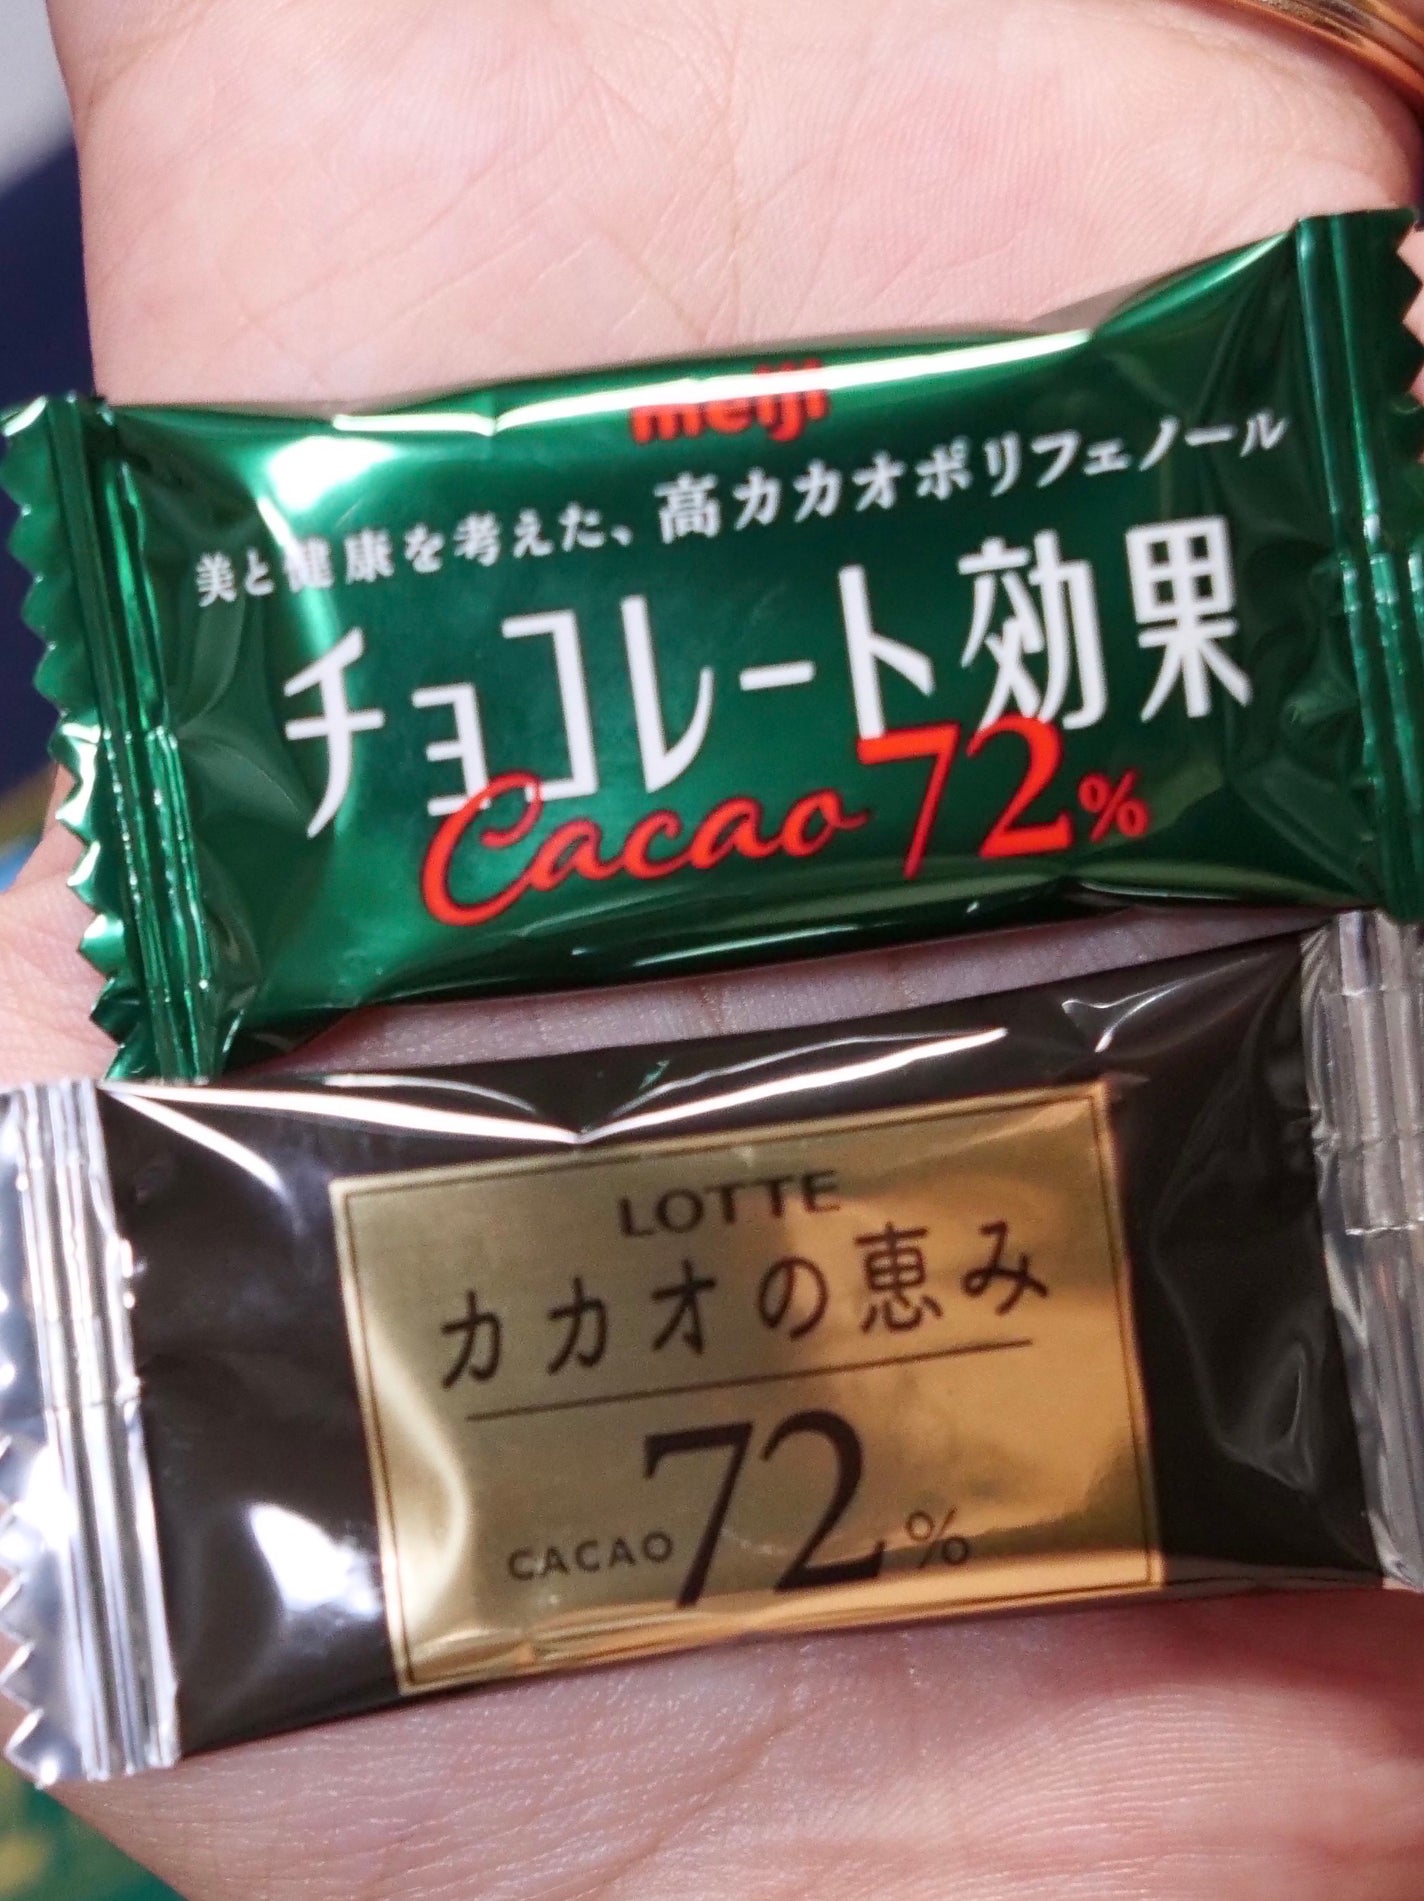 meiji
美と健康を考えた、高カカオポリフェノール
チョコレート効果
Cacao 72%
LOTTE
カカオの恵み
CACAO 72%